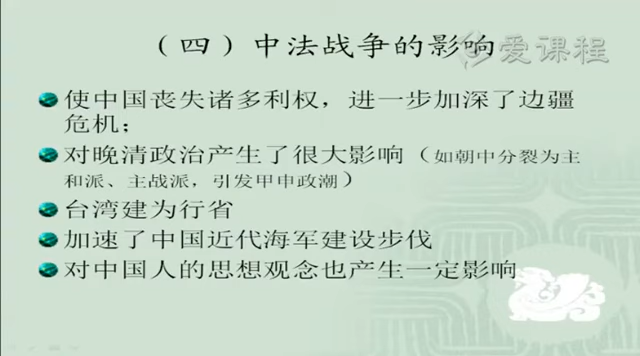 （四）中法战争的影响
爱课程
使中国丧失诸多利权，进一步加深了边疆
危机；
对晚清政治产生了很大影响（如朝中分裂为主
和派、主战派，引发甲申政潮）
台湾建为行省
加速了中国近代海军建设步伐
对中国人的思想观念也产生一定影响